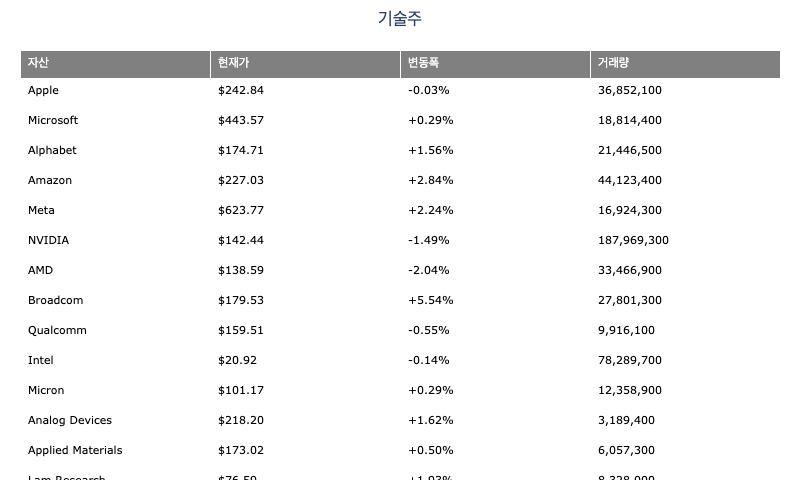 기술주
자산 현재가 변동폭 거래량
Apple $242.84 -0.03% 36,852,100
Microsoft $443.57 +0.29% 18,814,400
Alphabet $174.71 +1.56% 21,446,500
Amazon $227.03 +2.84% 44,123,400
Meta $623.77 +2.24% 16,924,300
NVIDIA $142.44 -1.49% 187,969,300
AMD $138.59 -2.04% 33,466,900
Broadcom $179.53 +5.54% 27,801,300
Qualcomm $159.51 -0.55% 9,916,100
Intel $20.92 -0.14% 78,289,700
Micron $101.17 +0.29% 12,358,900
Analog Devices $218.20 +1.62% 3,189,400
Applied Materials $173.02 +0.50% 6,057,300
Lam Research $76.59 +1.93%